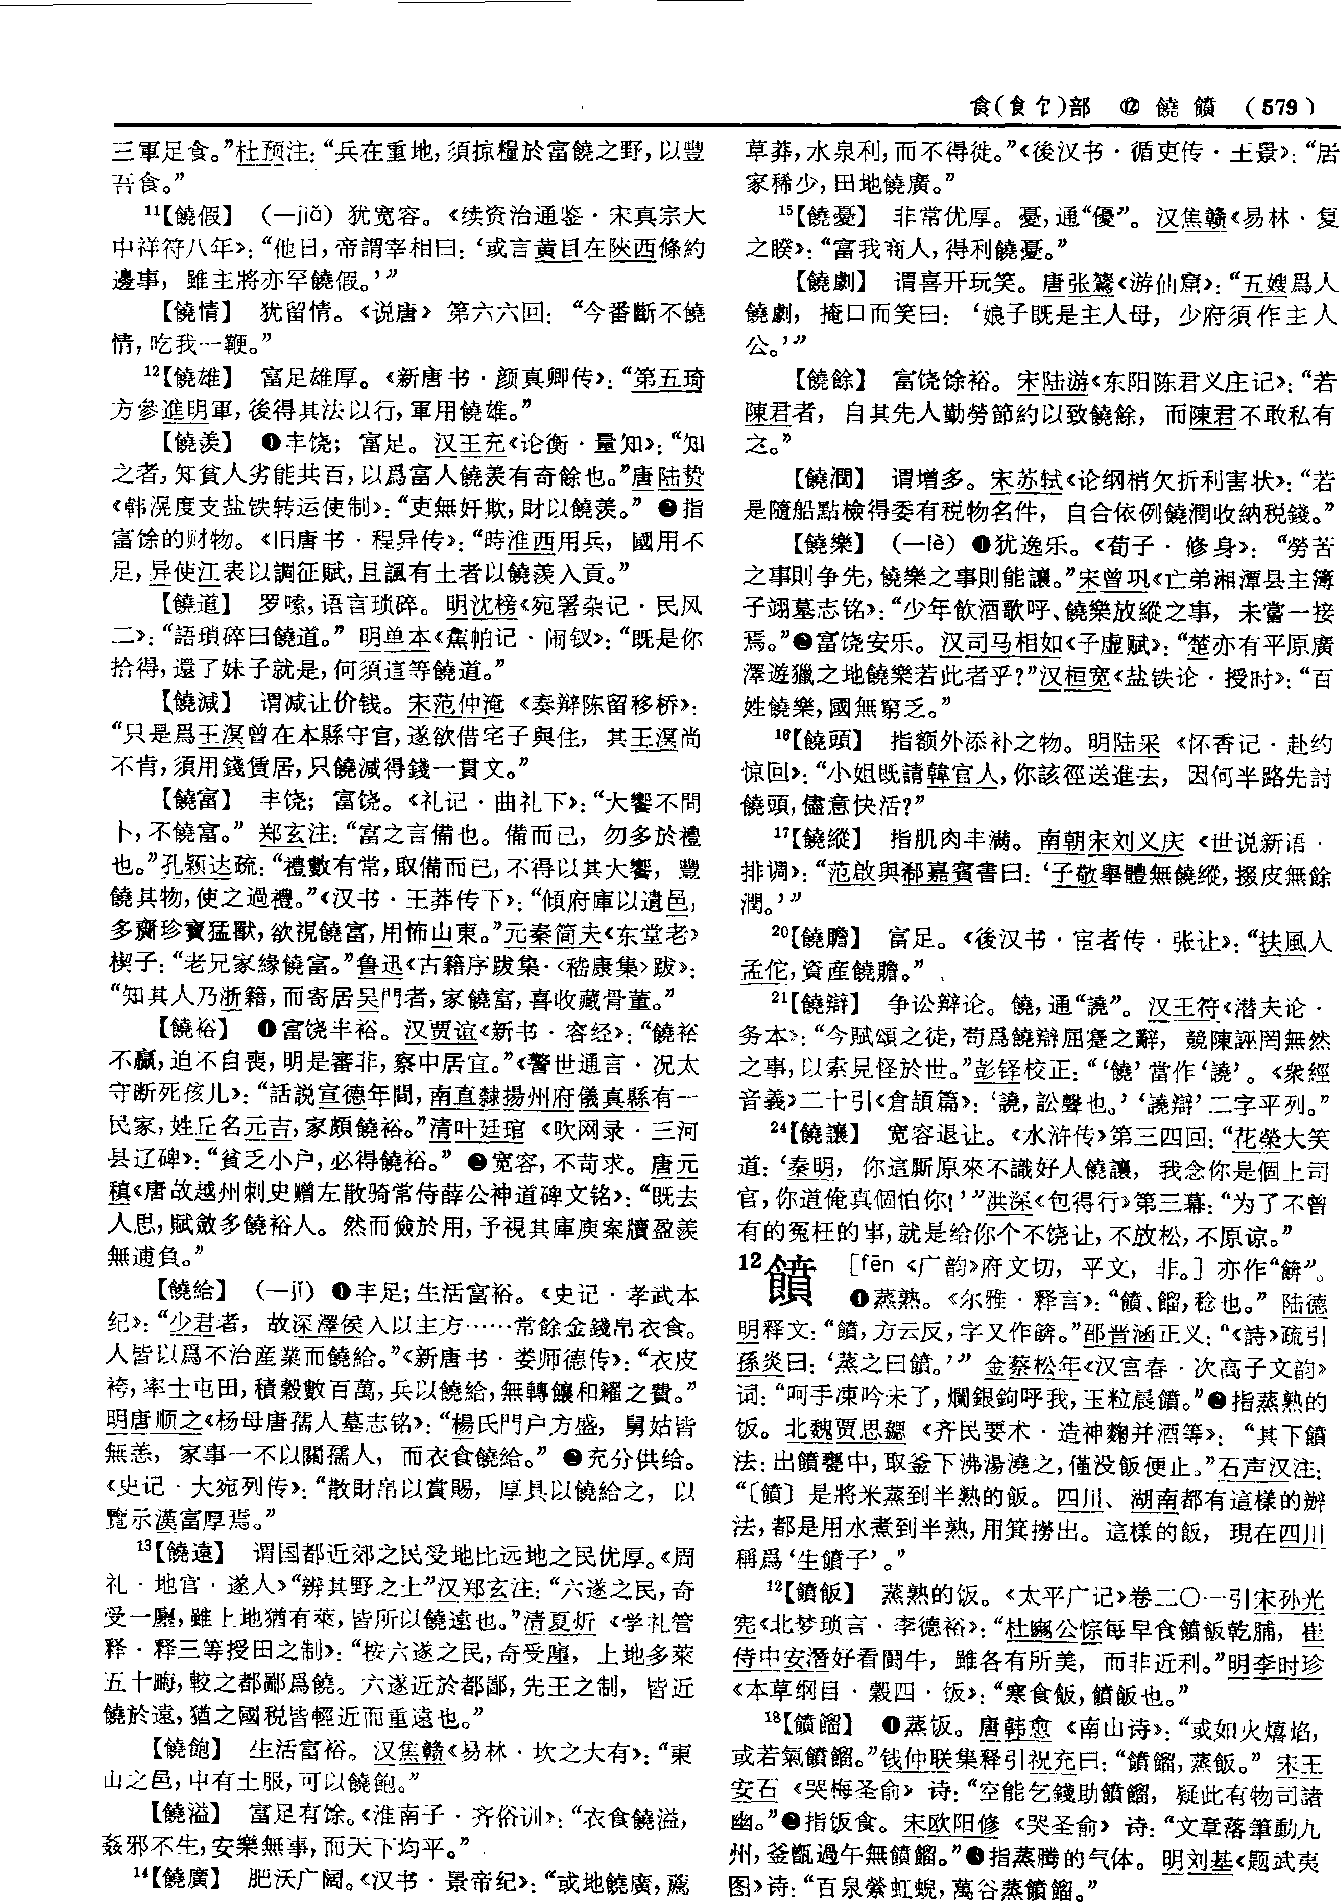 食(食饣)部 ⑫ 饒 饙 (579)
三軍足食。”杜预注：“兵在重地，須掠糧於富饒之野，以豐
吾食。”
11【饒假】 (—jiǎ) 犹宽容。《续资治通鉴·宋真宗大
中祥符八年》：“他日，帝謂宰相曰：‘或言黄目在陜西條約
邊事，雖主將亦罕饒假。’”
【饒情】 犹留情。《说唐》第六六回：“今番斷不饒
情，吃我一鞭。”
12【饒雄】 富足雄厚。《新唐书·颜真卿传》：“第五琦
方參進明軍，後得其法以行，軍用饒雄。”
【饒羡】 ❶丰饶；富足。汉王充《论衡·量知》：“知
之者，知貧人劣能共百，以爲富人饒羡有奇餘也。”唐陆贽
《韩滉度支盐铁转运使制》：“吏無奸欺，財以饒羡。” ❷指
富馀的财物。《旧唐书·程异传》：“時淮西用兵，國用不
足，异使江表以調征賦，且諷有土者以饒羡入貢。”
【饒道】 罗嗦，语言琐碎。明沈榜《宛署杂记·民风
二》：“語瑣碎曰饒道。” 明单本《蕉帕记·闹钗》：“既是你
拾得，還了妹子就是，何須這等饒道。”
【饒減】 谓减让价钱。宋范仲淹《奏辩陈留移桥》：
“只是爲王溟曾在本縣守官，遂欲借宅子與住，其王溟尚
不肯，須用錢賃居，只饒減得錢一貫文。”
【饒富】 丰饶；富饶。《礼记·曲礼下》：“大饗不問
卜，不饒富。” 郑玄注：“富之言備也。備而已，勿多於禮
也。”孔颖达疏：“禮數有常，取備而已，不得以其大饗，豐
饒其物，使之過禮。”《汉书·王莽传下》：“傾府庫以遺邑，
多齎珍寶猛獸，欲視饒富，用怖山東。”元秦简夫《东堂老》
楔子：“老兄家緣饒富。”鲁迅《古籍序跋集·〈嵇康集〉跋》：
“知其人乃浙籍，而寄居吴門者，家饒富，喜收藏骨董。”
【饒裕】 ❶富饶丰裕。汉贾谊《新书·容经》：“饒裕
不贏，迫不自喪，明是審非，察中居宜。”《警世通言·况太
守断死孩儿》：“話説宣德年間，南直隸揚州府儀真縣有一
民家，姓丘名元吉，家頗饒裕。”清叶廷琯《吹网录·三河
县辽碑》：“貧乏小户，必得饒裕。” ❷宽容，不苛求。唐元
稹《唐故越州刺史赠左散骑常侍薛公神道碑文铭》：“既去
人思，賦斂多饒裕人。然而儉於用，予視其庫庾案牘盈羨
無逋負。”
【饒給】 (—jǐ) ❶丰足；生活富裕。《史记·孝武本
纪》：“少君者，故深澤侯入以主方……常餘金錢帛衣食。
人皆以爲不治産業而饒給。”《新唐书·娄师德传》：“衣皮
袴，率士屯田，積穀數百萬，兵以饒給，無轉饟和糴之費。”
明唐顺之《杨母唐孺人墓志铭》：“楊氏門户方盛，舅姑皆
無恙，家事一不以關孺人，而衣食饒給。” ❷充分供给。
《史记·大宛列传》：“散財帛以賞賜，厚具以饒給之，以
覽示漢富厚焉。”
13【饒遠】 谓国都近郊之民受地比远地之民优厚。《周
礼·地官·遂人》“辨其野之土”汉郑玄注：“六遂之民，奇
受一廛，雖上地猶有萊，皆所以饒遠也。”清夏炘《学礼管
释·释三等授田之制》：“桉六遂之民，奇受廛，上地多萊
五十晦，較之都鄙爲饒。六遂近於都鄙，先王之制，皆近
饒於遠，猶之國税皆輕近而重遠也。”
【饒飽】 生活富裕。汉焦赣《易林·坎之大有》：“東
山之邑，中有土服，可以饒飽。”
【饒溢】 富足有馀。《淮南子·齐俗训》：“衣食饒溢，
姦邪不生，安樂無事，而天下均平。”
14【饒廣】 肥沃广阔。《汉书·景帝纪》：“或地饒廣，薦
草莽，水泉利，而不得徙。”《後汉书·循吏传·王景》：“居
家稀少，田地饒廣。”
15【饒憂】 非常优厚。憂，通“優”。汉焦赣《易林·复
之睽》：“富我商人，得利饒憂。”
【饒劇】 谓喜开玩笑。唐张鷟《游仙窟》：“五嫂爲人
饒劇，掩口而笑曰：‘娘子既是主人母，少府須作主人
公。’”
【饒餘】 富饶馀裕。宋陆游《东阳陈君义庄记》：“若
陳君者，自其先人勤勞節約以致饒餘，而陳君不敢私有
之。”
【饒潤】 谓增多。宋苏轼《论纲梢欠折利害状》：“若
是隨船點檢得委有税物名件，自合依例饒潤收納税錢。”
【饒樂】 (—lè) ❶犹逸乐。《荀子·修身》：“勞苦
之事則争先，饒樂之事則能讓。”宋曾巩《亡弟湘潭县主簿
子翊墓志铭》：“少年飲酒歌呼、饒樂放縱之事，未嘗一接
焉。”❷富饶安乐。汉司马相如《子虚赋》：“楚亦有平原廣
澤遊獵之地饒樂若此者乎？”汉桓宽《盐铁论·授时》：“百
姓饒樂，國無窮乏。”
16【饒頭】 指额外添补之物。明陆采《怀香记·赴约
惊回》：“小姐既請韓官人，你該徑送進去，因何半路先討
饒頭，儘意快活？”
17【饒縱】 指肌肉丰满。南朝宋刘义庆《世说新语·
排调》：“范啟與郗嘉賓書曰：‘子敬舉體無饒縱，掇皮無餘
潤。’”
20【饒贍】 富足。《後汉书·宦者传·张让》：“扶風人
孟佗，資産饒贍。”
21【饒辯】 争讼辩论。饒，通“譊”。汉王符《潜夫论·
务本》：“今賦頌之徒，苟爲饒辯屈蹇之辭，競陳誣罔無然
之事，以索見怪於世。”彭铎校正：“‘饒’當作‘譊’。《衆經
音義》二十引《倉頡篇》：‘譊，訟聲也。’‘譊辯’二字平列。”
24【饒讓】 宽容退让。《水浒传》第三四回：“花榮大笑
道：‘秦明，你這厮原來不識好人饒讓，我念你是個上司
官，你道俺真個怕你！’”洪深《包得行》第三幕：“为了不曾
有的冤枉的事，就是给你个不饶让，不放松，不原谅。”
12饙 ［fēn《广韵》府文切，平文，非。］亦作“餴”。
❶蒸熟。《尔雅·释言》：“饙、餾，稔也。” 陆德
明释文：“饙，方云反，字又作餴。”邵晋涵正义：“《詩》疏引
孫炎曰：‘蒸之曰饙。’” 金蔡松年《汉宫春·次高子文韵》
词：“呵手凍吟未了，爛銀鉤呼我，玉粒晨饙。”❷指蒸熟的
饭。北魏贾思勰《齐民要术·造神麴并酒等》：“其下饙
法：出饙甕中，取釜下沸湯澆之，僅没飯便止。”石声汉注：
“〔饙〕是將米蒸到半熟的飯。四川、湖南都有這樣的辦
法，都是用水煮到半熟，用箕撈出。這樣的飯，現在四川
稱爲‘生饙子’。”
12【饙飯】 蒸熟的饭。《太平广记》卷二〇一引宋孙光
宪《北梦琐言·李德裕》：“杜豳公悰每早食饙飯乾脯，崔
侍中安潛好看鬭牛，雖各有所美，而非近利。”明李时珍
《本草纲目·穀四·饭》：“寒食飯，饙飯也。”
18【饙餾】 ❶蒸饭。唐韩愈《南山诗》：“或如火熺焰，
或若氣饙餾。”钱仲联集释引祝充曰：“饙餾，蒸飯。” 宋王
安石《哭梅圣俞》诗：“空能乞錢助饙餾，疑此有物司諸
幽。”❷指饭食。宋欧阳修《哭圣俞》诗：“文章落筆動九
州，釜甑過午無饙餾。”❸指蒸腾的气体。明刘基《题武夷
图》诗：“百泉縈虹蜺，萬谷蒸饙餾。”